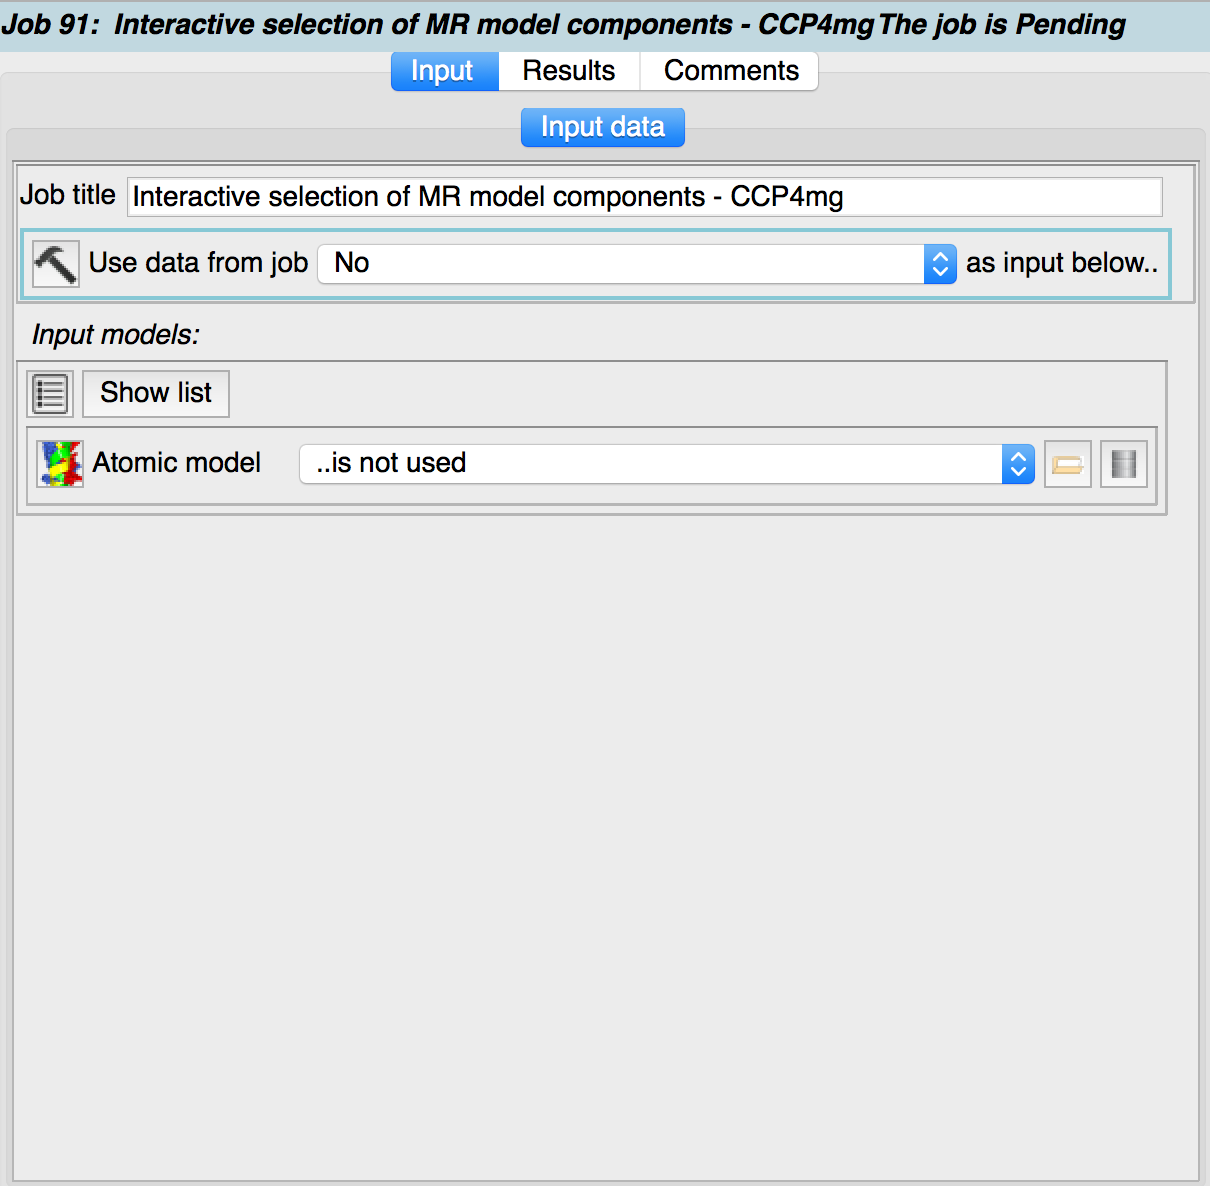 Job 91: Interactive selection of MR model components - CCP4mg The job is Pending
Input Results Comments
Input data
Job title Interactive selection of MR model components - CCP4mg
Use data from job No as input below..
Input models:
Show list
Atomic model ..is not used